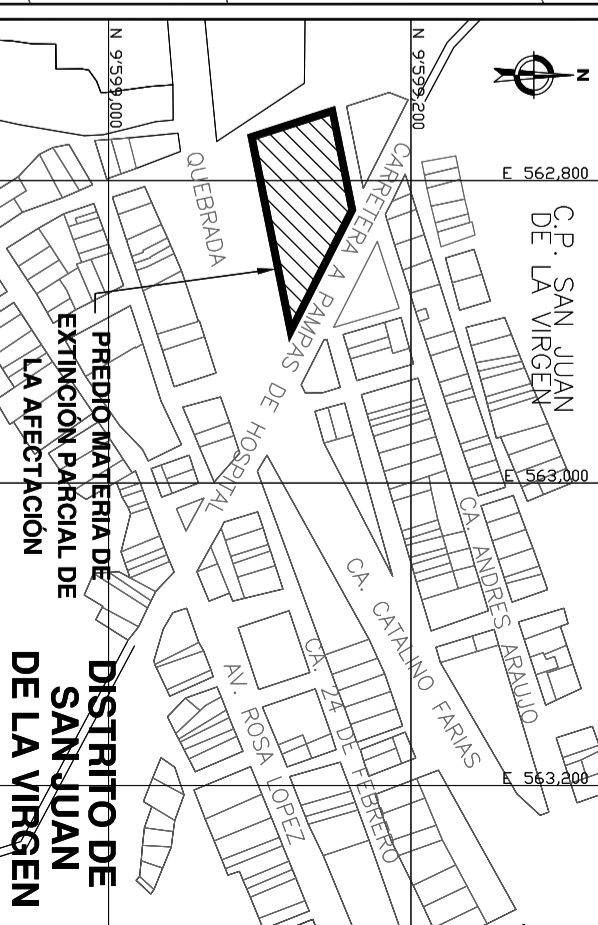 N
N 9'599,000
N 9'599,200
E 562,800
C.P. SAN JUAN
DE LA VIRGEN
CARRETERA A PAMPAS DE HOSPITAL
QUEBRADA
PREDIO MATERIA DE
EXTINCIÓN PARCIAL DE
LA AFECTACIÓN
E 563,000
CA. ANDRES ARAUJO
CA. CATALINO FARIAS
CA. 24 DE FEBRERO
AV. ROSA LOPEZ
E 563,200
DISTRITO DE
SAN JUAN
DE LA VIRGEN